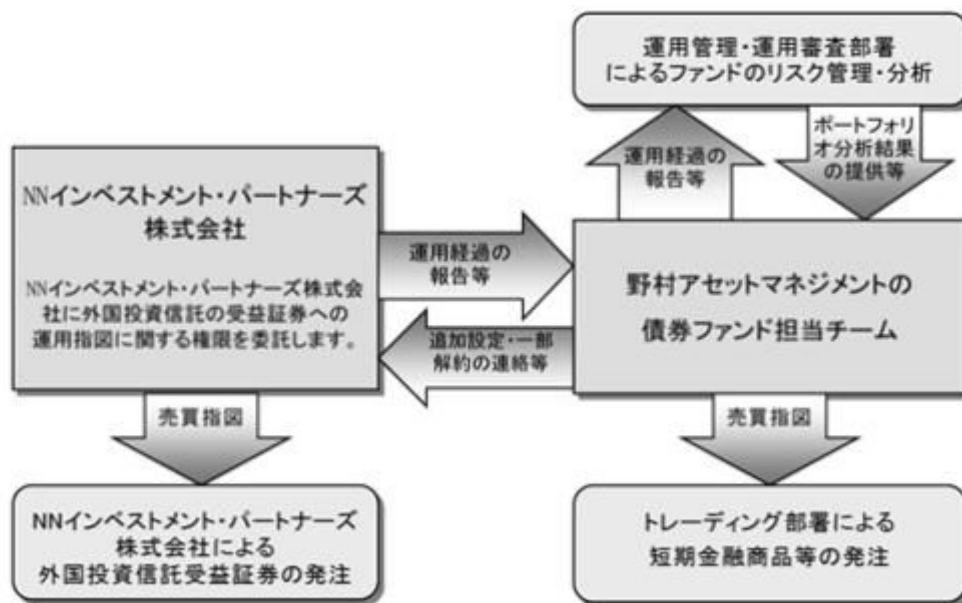 運用管理・運用審査部署
によるファンドのリスク管理・分析
運用経過の
報告等
ポートフォリ
オ分析結果
の提供等
NNインベストメント・パートナーズ
株式会社
NNインベストメント・パートナーズ株式会
社に外国投資信託の受益証券への
運用指図に関する権限を委託します。
運用経過の
報告等
追加設定・一部
解約の連絡等
野村アセットマネジメントの
債券ファンド担当チーム
売買指図
売買指図
NNインベストメント・パートナーズ
株式会社による
外国投資信託受益証券の発注
トレーディング部署による
短期金融商品等の発注